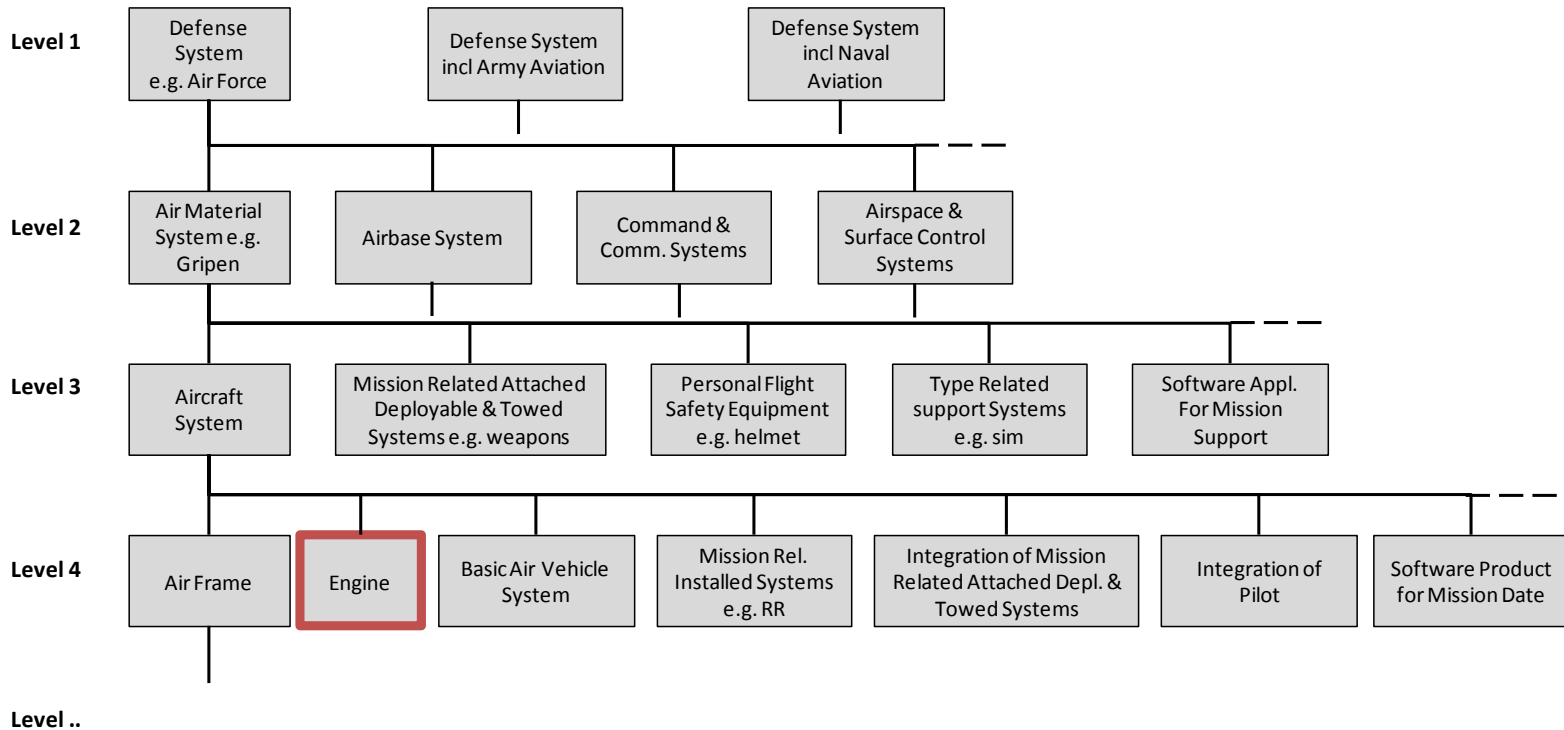 Level 1
Defense
System
e.g. Air Force
Defense System
incl Army Aviation
Defense System
incl Naval
Aviation
Level 2
Air Material
System e.g.
Gripen
Airbase System
Command &
Comm. Systems
Airspace &
Surface Control
Systems
Level 3
Aircraft
System
Mission Related Attached
Deployable & Towed
Systems e.g. weapons
Personal Flight
Safety Equipment
e.g. helmet
Type Related
support Systems
e.g. sim
Software Appl.
For Mission
Support
Level 4
Air Frame
Engine
Basic Air Vehicle
System
Mission Rel.
Installed Systems
e.g. RR
Integration of Mission
Related Attached Depl. &
Towed Systems
Integration of
Pilot
Software Product
for Mission Date
Level ..